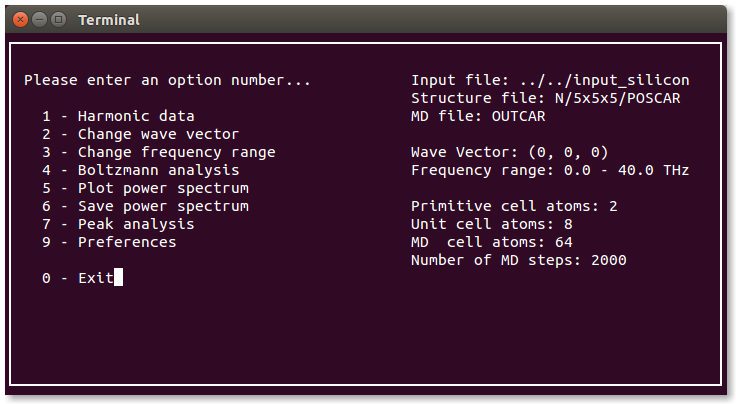 Terminal
Please enter an option number...
1 - Harmonic data
2 - Change wave vector
3 - Change frequency range
4 - Boltzmann analysis
5 - Plot power spectrum
6 - Save power spectrum
7 - Peak analysis
9 - Preferences
0 - Exit
Input file: ../../input_silicon
Structure file: N/5x5x5/POSCAR
MD file: OUTCAR
Wave Vector: (0, 0, 0)
Frequency range: 0.0 - 40.0 THz
Primitive cell atoms: 2
Unit cell atoms: 8
MD  cell atoms: 64
Number of MD steps: 2000